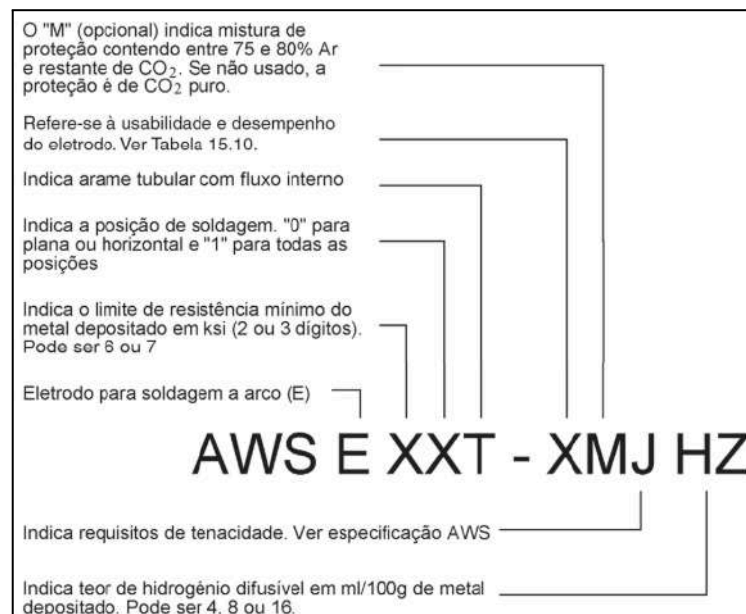 O "M" (opcional) indica mistura de
proteção contendo entre 75 e 80% Ar
e restante de CO2. Se não usado, a
proteção é de CO2 puro.
Refere-se à usabilidade e desempenho
do eletrodo. Ver Tabela 15.10.
Indica arame tubular com fluxo interno
Indica a posição de soldagem. "0" para
plana ou horizontal e "1" para todas as
posições
Indica o limite de resistência mínimo do
metal depositado em ksi (2 ou 3 dígitos).
Pode ser 6 ou 7
Eletrodo para soldagem a arco (E)
AWS E XXT - XMJ HZ
Indica requisitos de tenacidade. Ver especificação AWS
Indica teor de hidrogénio difusível em ml/100g de metal
depositado. Pode ser 4, 8 ou 16.